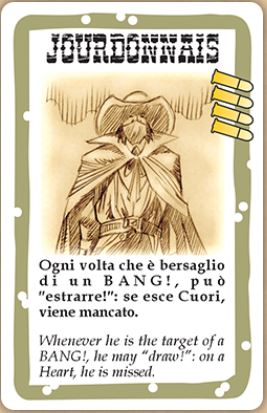 JOURDONNAIS
Ogni volta che è bersaglio
di un BANG!, può
"estrarre!": se esce Cuori,
viene mancato.
Whenever he is the target of a
BANG!, he may “draw!”: on a
Heart, he is missed.